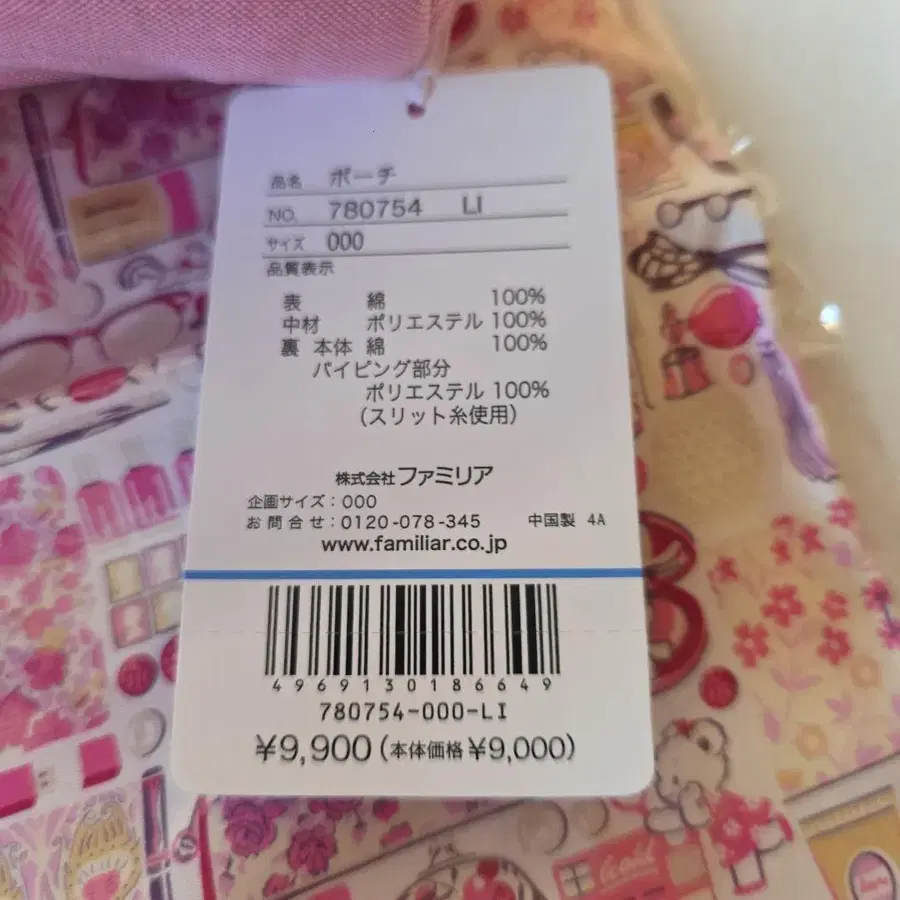 品名 ポーチ
NO. 780754 LI
サイズ 000
品質表示
表 綿 100%
中材 ポリエステル 100%
裏 本体 綿 100%
パイピング部分
ポリエステル 100%
(スリット糸使用)
株式会社ファミリア
企画サイズ:000
お問合せ:0120-078-345 中国製 4A
www.familiar.co.jp
4969130186649
780754-000-LI
¥9,900(本体価格¥9,000)